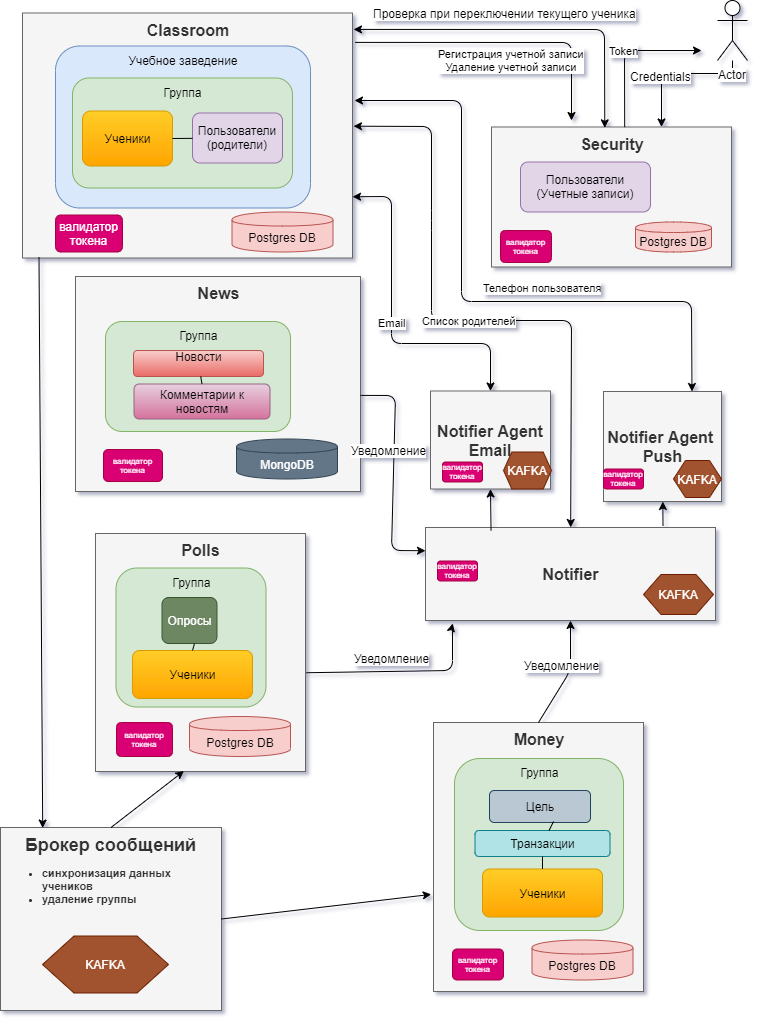 Classroom
Учебное заведение
Группа
Ученики
Пользователи
(родители)
валидатор
токена
Postgres DB
Проверка при переключении текущего ученика
Регистрация учетной записи
Удаление учетной записи
Token
Credentials
Actor
Security
Пользователи
(Учетные записи)
валидатор
токена
Postgres DB
Телефон пользователя
Email
Список родителей
News
Группа
Новости
Комментарии к
новостям
валидатор
токена
MongoDB
Уведомление
Notifier Agent
Email
валидатор
токена
KAFKA
Notifier Agent
Push
валидатор
токена
KAFKA
Notifier
валидатор
токена
KAFKA
Polls
Группа
Опросы
Ученики
валидатор
токена
Postgres DB
Уведомление
Уведомление
Money
Группа
Цель
Транзакции
Ученики
валидатор
токена
Postgres DB
Брокер сообщений
• синхронизация данных
учеников
• удаление группы
KAFKA